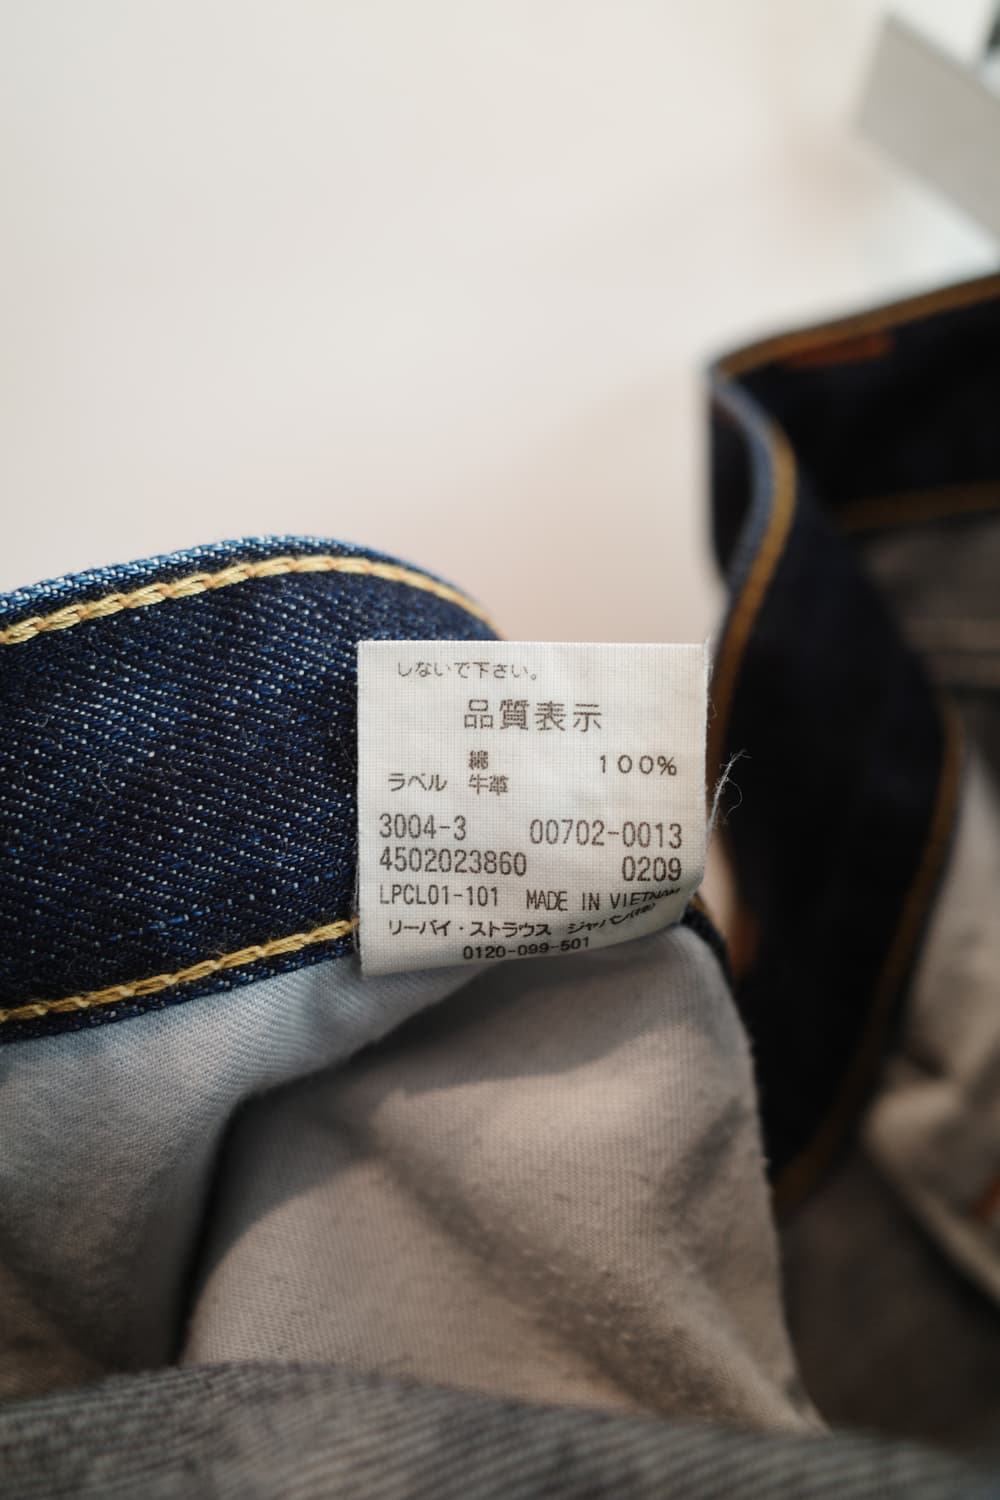 しないで下さい。
品質表示
綿 100%
ラベル 牛革
3004-3 00702-0013
4502023860 0209
LPCL01-101 MADE IN VIETNAM
リーバイ・ストラウス ジャパン(株)
0120-099-501